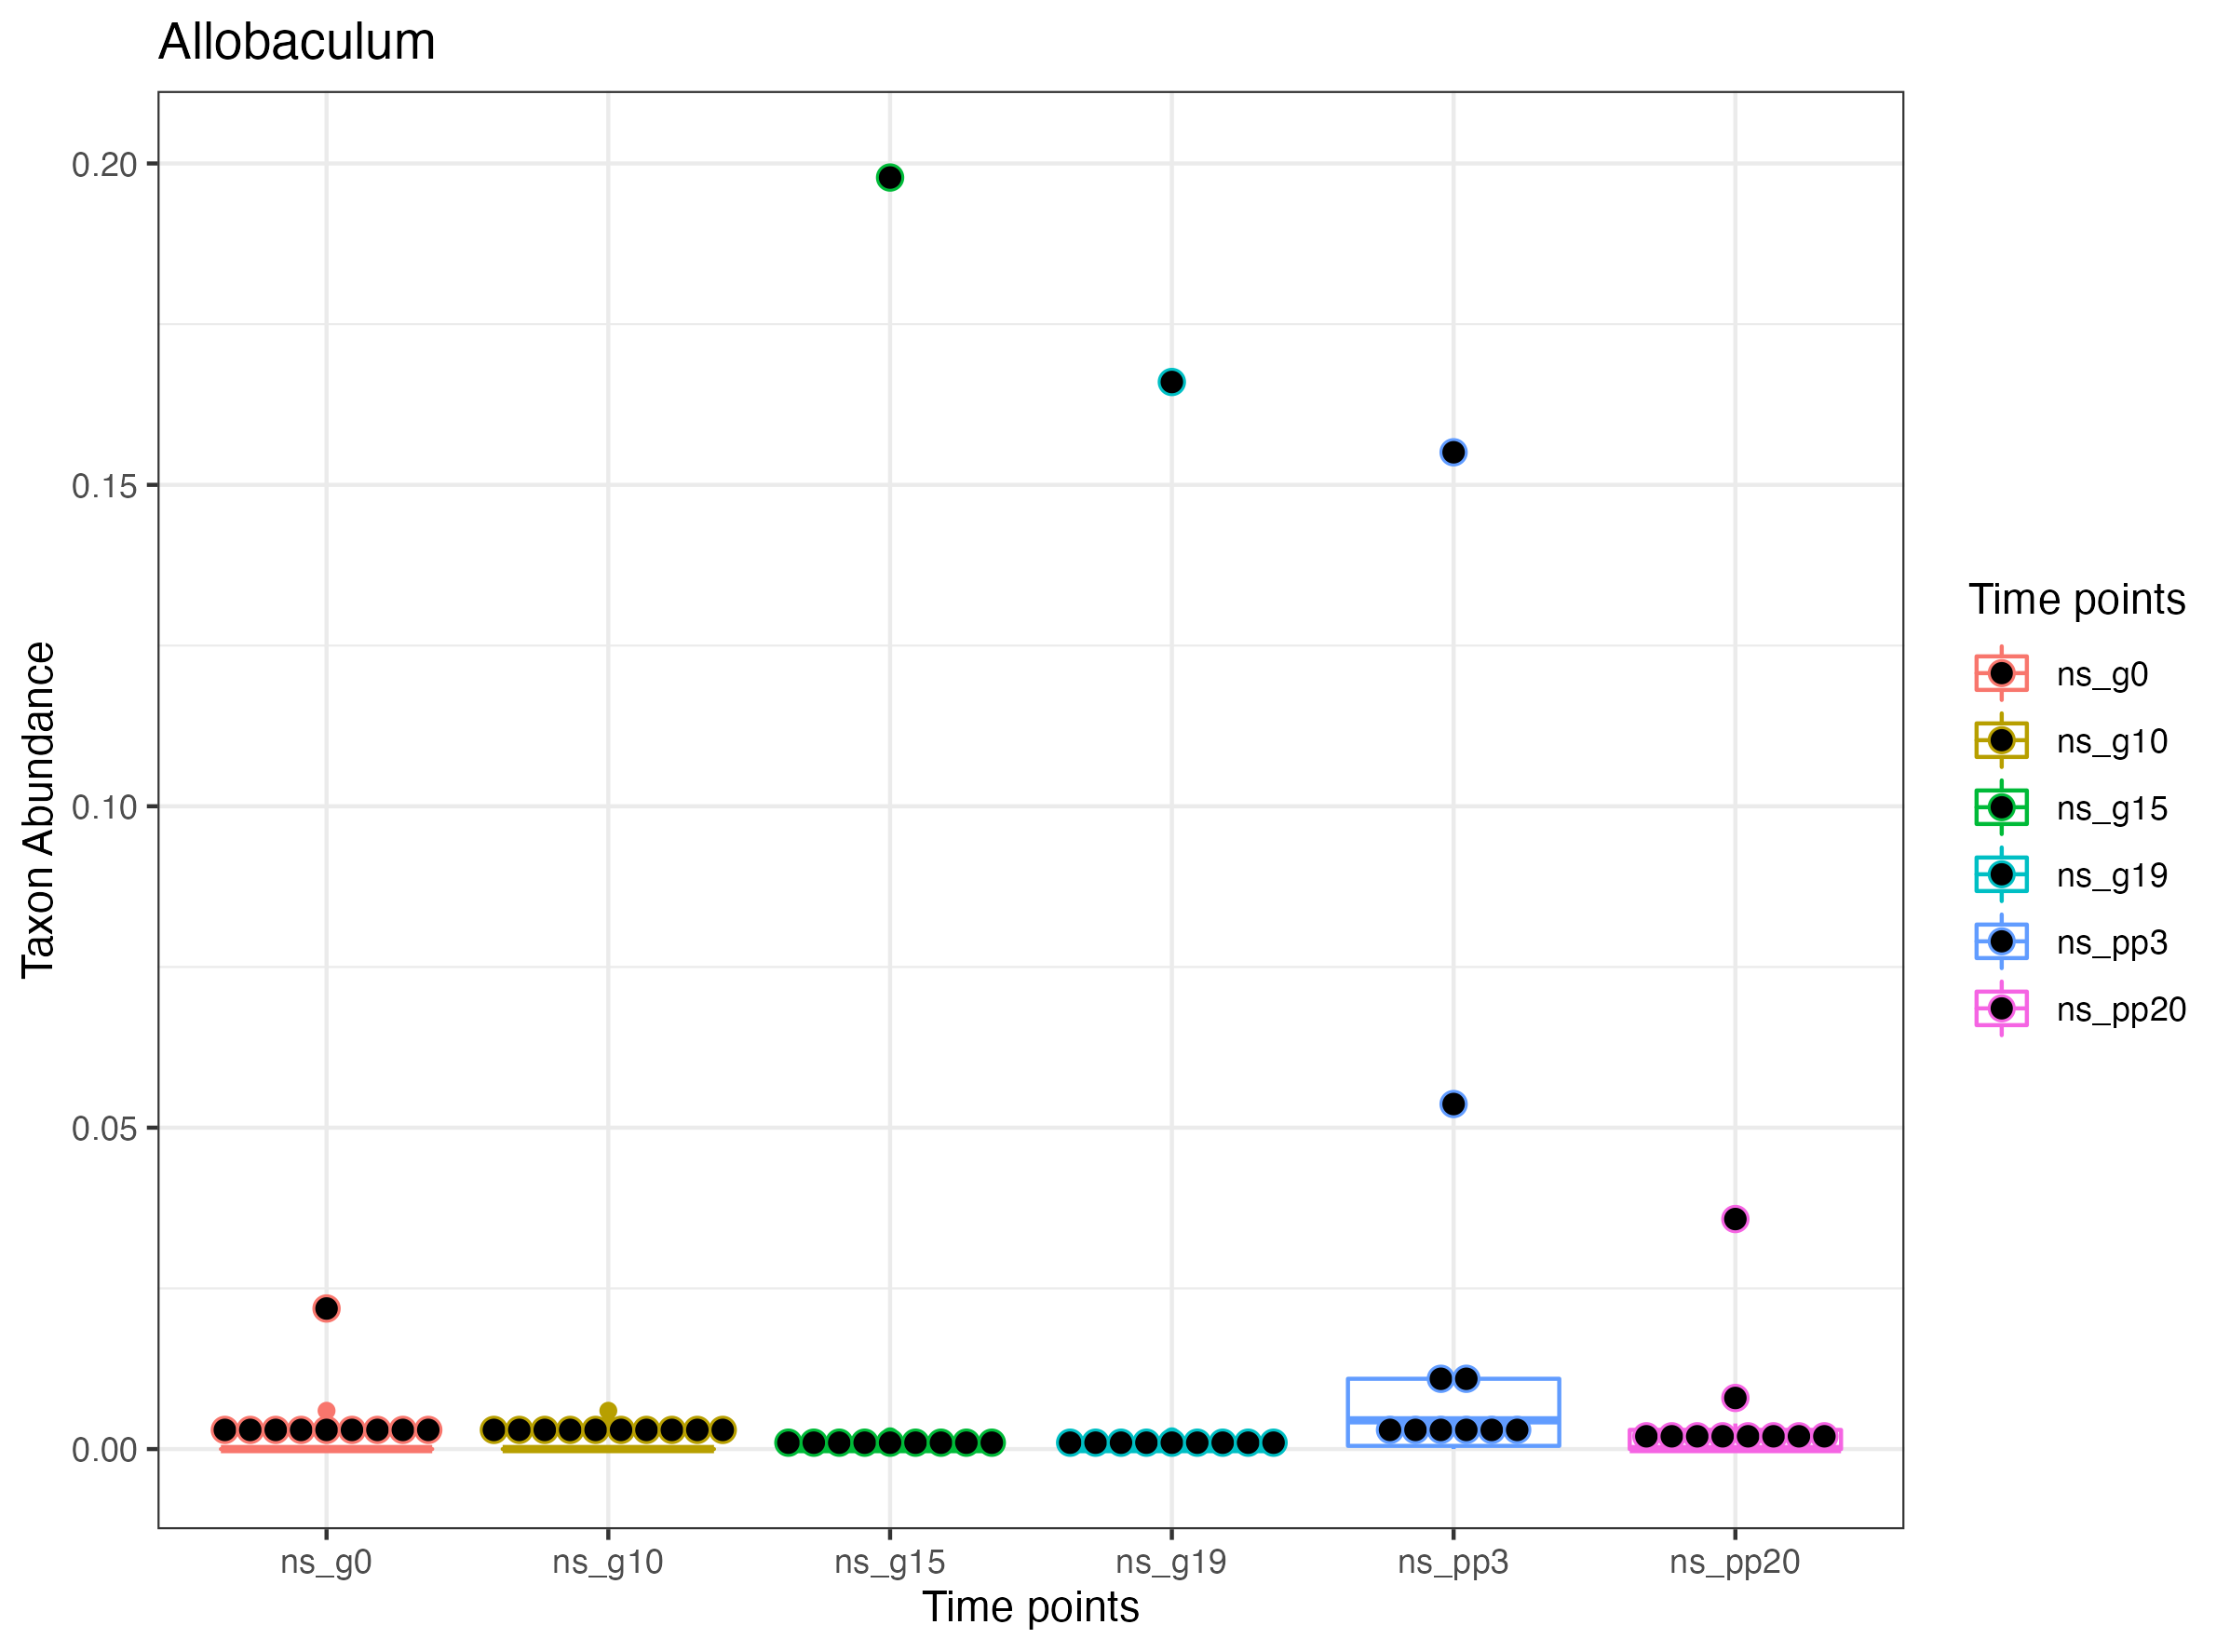 Allobaculum
Taxon Abundance
0.20
0.15
0.10
0.05
0.00
ns_g0
ns_g10
ns_g15
ns_g19
ns_pp3
ns_pp20
Time points
Time points
ns_g0
ns_g10
ns_g15
ns_g19
ns_pp3
ns_pp20